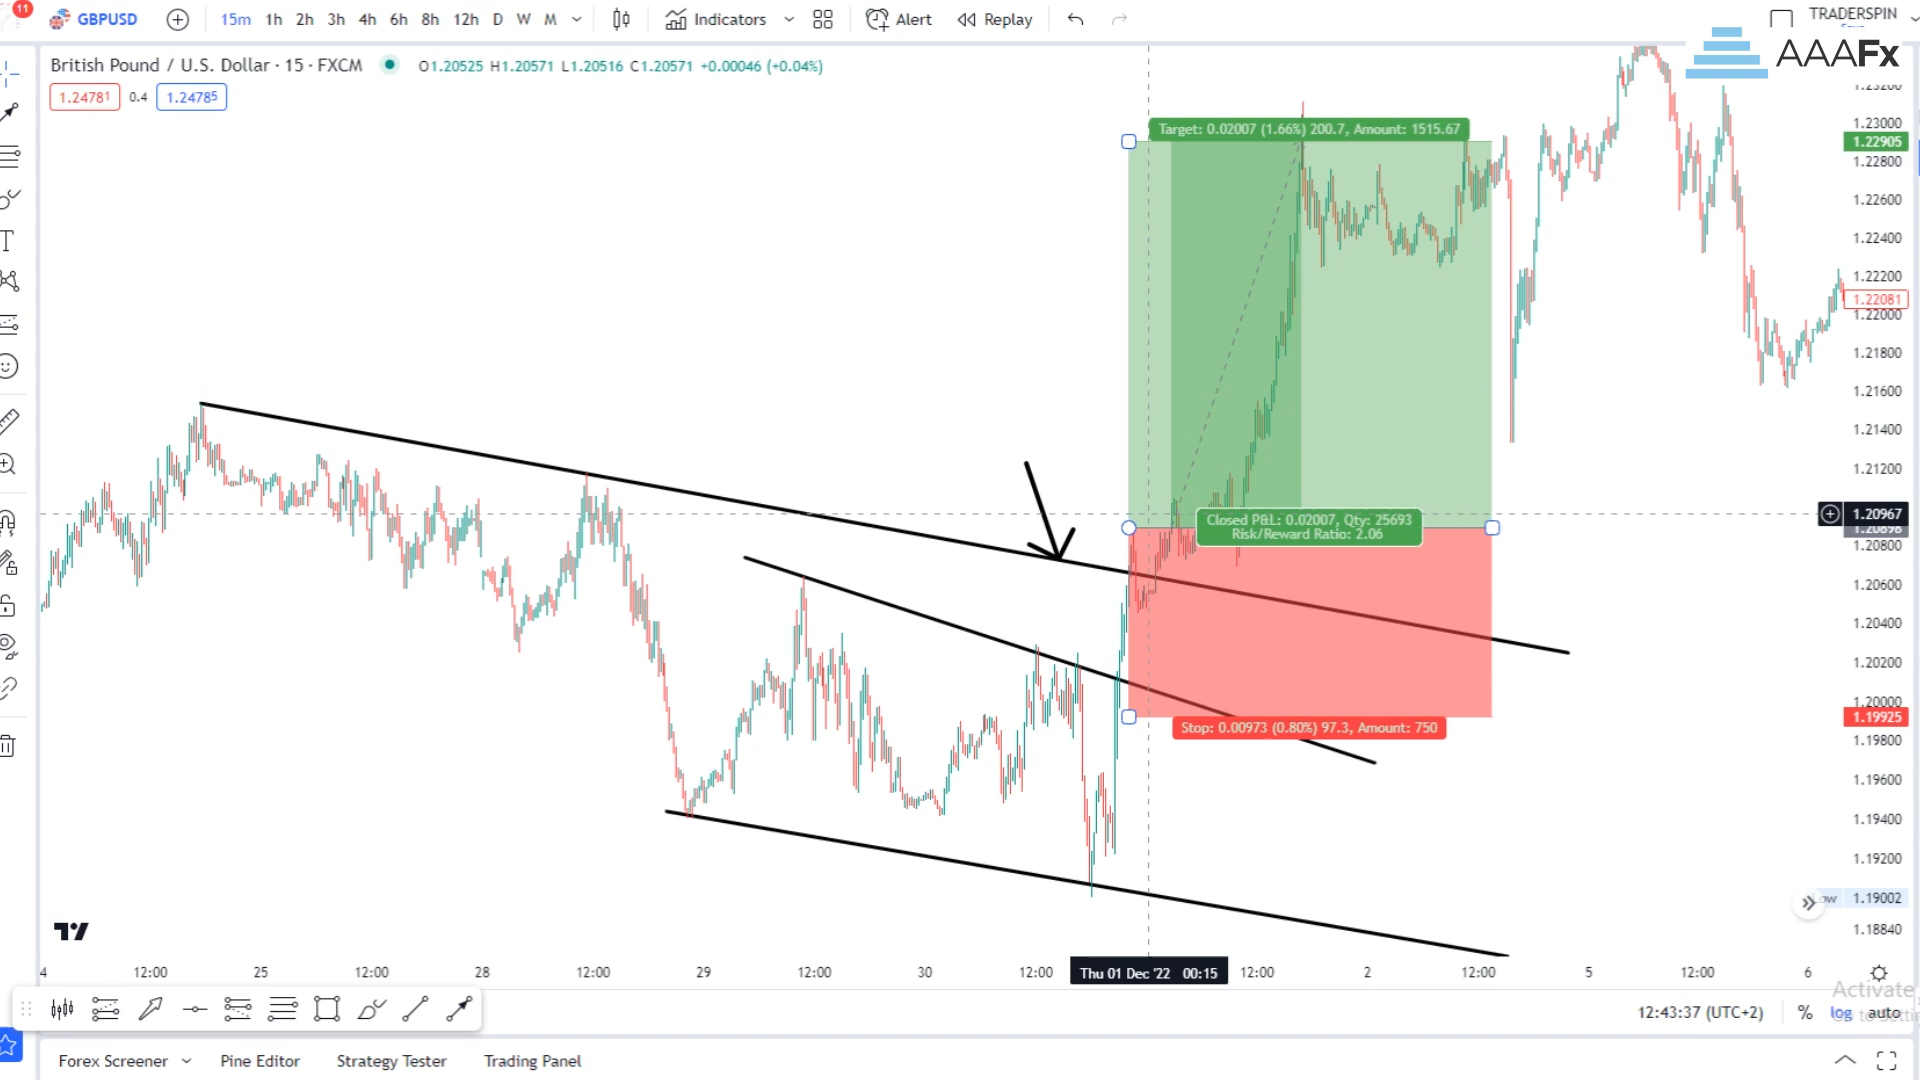 11
GBPUSD
15m 1h 2h 3h 4h 6h 8h 12h D W M
Indicators
Alert
Replay
TRADERSPIN
AAAFx
British Pound / U.S. Dollar · 15 · FXCM
O1.20525 H1.20571 L1.20516 C1.20571 +0.00046 (+0.04%)
1.24781 0.4 1.24785
Target: 0.02007 (1.66%) 200.7, Amount: 1515.67
Closed P&L: 0.02007, Qty: 25693
Risk/Reward Ratio: 2.06
Stop: 0.00973 (0.80%) 97.3, Amount: 750
1.23200
1.23000
1.22905
1.22800
1.22600
1.22400
1.22200
1.22081
1.22000
1.21800
1.21600
1.21400
1.21200
1.20967
1.20800
1.20600
1.20400
1.20200
1.20000
1.19925
1.19800
1.19600
1.19400
1.19200
1.19002
1.18840
4 12:00 25 12:00 28 12:00 29 12:00 30 12:00 Thu 01 Dec '22 00:15 12:00 2 12:00 5 12:00 6
Activate
12:43:37 (UTC+2) % log auto
Forex Screener Pine Editor Strategy Tester Trading Panel